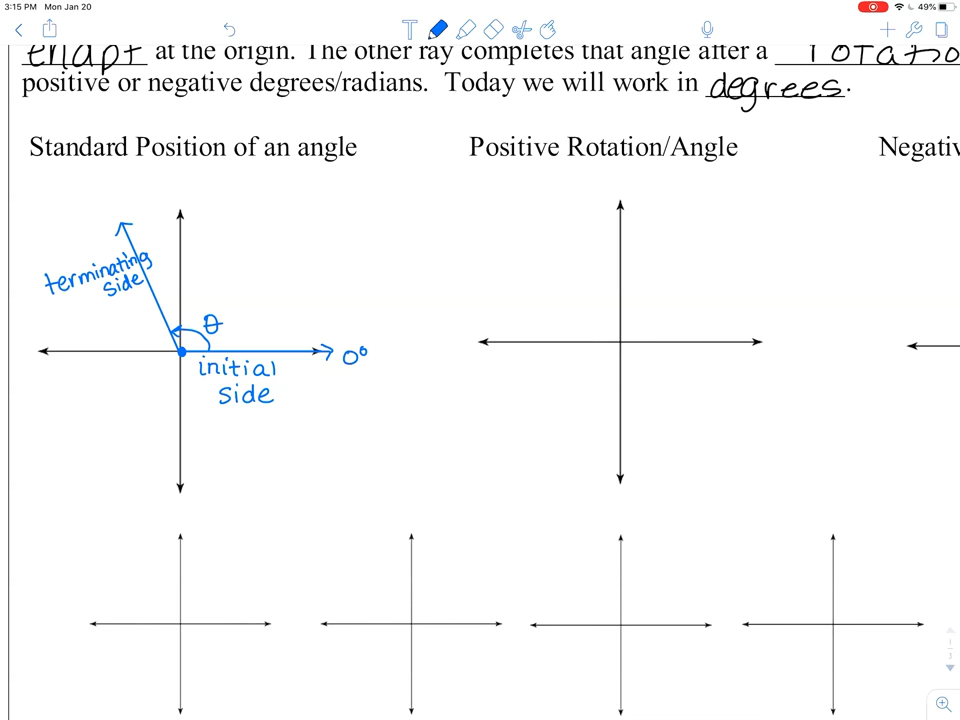 3:15 PM Mon Jan 20
49%
at the origin. The other ray completes that angle after a
positive or negative degrees/radians. Today we will work in degrees.
Standard Position of an angle
Positive Rotation/Angle
Negativ
terminating
side
θ
0°
initial
side
1
3